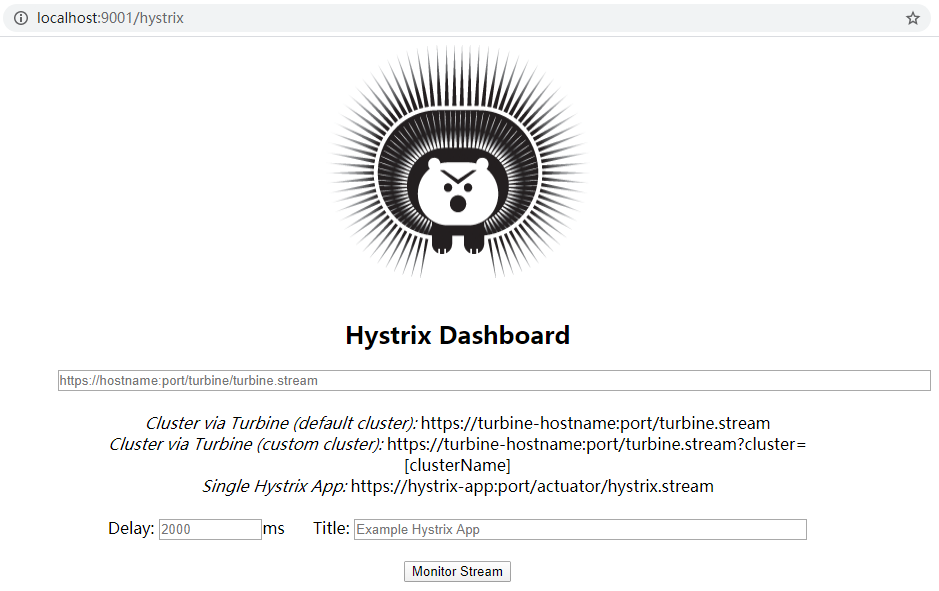 localhost:9001/hystrix
Hystrix Dashboard
https://hostname:port/turbine/turbine.stream
Cluster via Turbine (default cluster): https://turbine-hostname:port/turbine.stream
Cluster via Turbine (custom cluster): https://turbine-hostname:port/turbine.stream?cluster=
[clusterName]
Single Hystrix App: https://hystrix-app:port/actuator/hystrix.stream
Delay: 2000 ms Title: Example Hystrix App
Monitor Stream